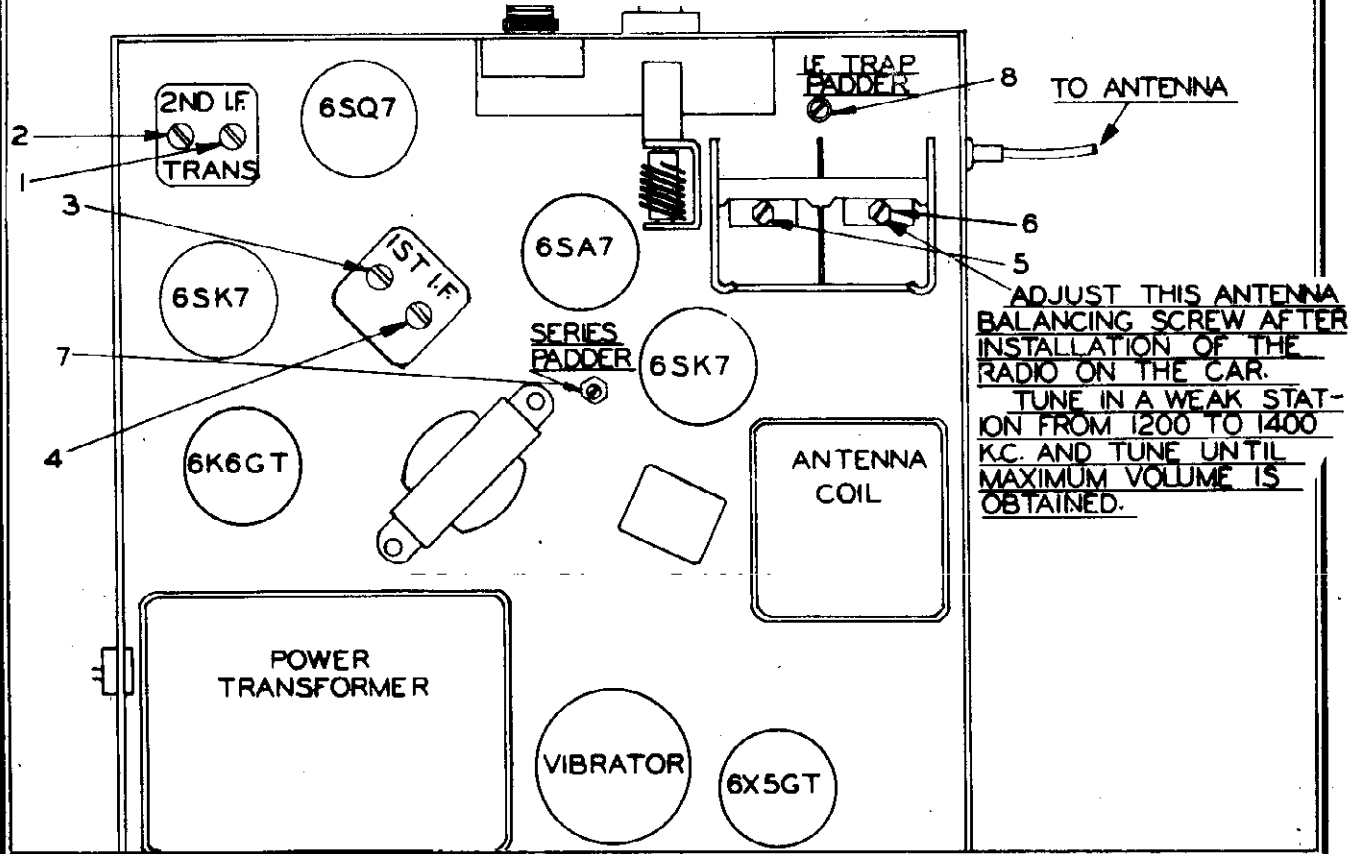 I.F. TRAP
PADDER
8
TO ANTENNA
2ND I.F.
TRANS
6SQ7
2
1
3
1ST I.F.
6SA7
6
5
6SK7
ADJUST THIS ANTENNA
BALANCING SCREW AFTER
INSTALLATION OF THE
RADIO ON THE CAR.
TUNE IN A WEAK STAT-
ION FROM 1200 TO 1400
K.C. AND TUNE UNTIL
MAXIMUM VOLUME IS
OBTAINED.
SERIES
PADDER
7
6SK7
4
6K6GT
ANTENNA
COIL
POWER
TRANSFORMER
VIBRATOR
6X5GT